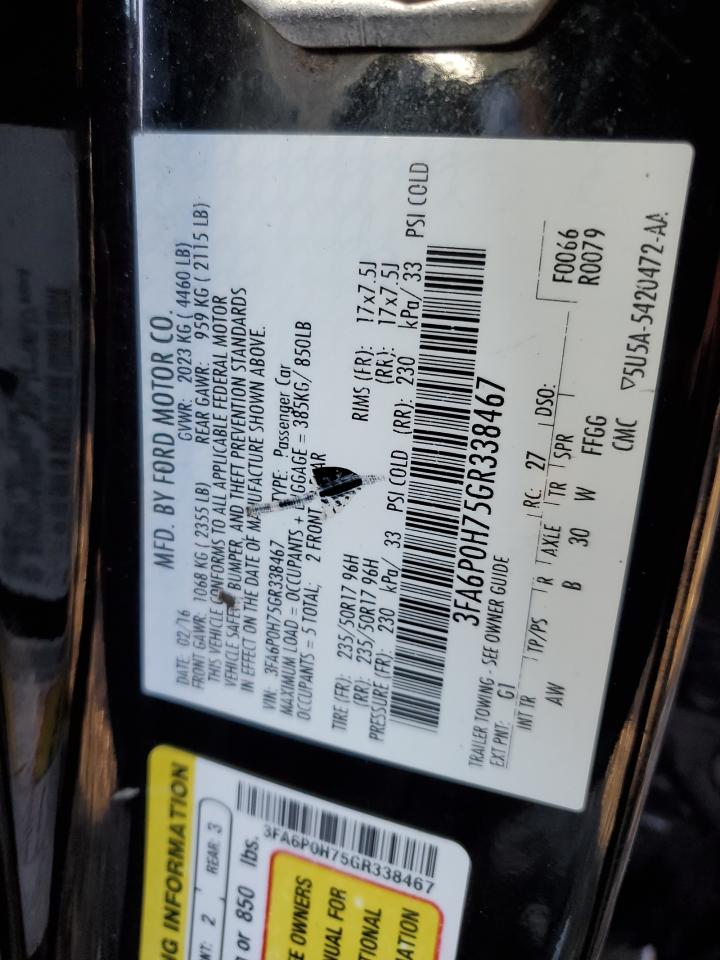 MFD. BY FORD MOTOR CO.
DATE: 02/16 GVWR: 2023 KG ( 4460 LB)
FRONT GAWR: 1068 KG ( 2355 LB) REAR GAWR: 959 KG ( 2115 LB)
THIS VEHICLE CONFORMS TO ALL APPLICABLE FEDERAL MOTOR
VEHICLE SAFETY, BUMPER, AND THEFT PREVENTION STANDARDS
IN EFFECT ON THE DATE OF MANUFACTURE SHOWN ABOVE.
VIN: 3FA6P0H75GR338467 TYPE: Passenger Car
MAXIMUM LOAD = OCCUPANTS + LUGGAGE = 385KG/ 850LB
OCCUPANTS = 5 TOTAL; 2 FRONT
TIRE (FR): 235/50R17 96H RIMS (FR): 17x7.5J
(RR): 235/50R17 96H (RR): 17x7.5J
PRESSURE (FR): 230 kPa/ 33 PSI COLD (RR): 230 kPa/ 33 PSI COLD
3FA6P0H75GR338467
TRAILER TOWING - SEE OWNER GUIDE
EXT PNT: G1 RC: 27 DSO: F0066
R0079
INT TR TP/PS R AXLE TR SPR
AW B 30 W FFGG
CMC
▽5U5A-5420472-AA
NG INFORMATION
NT: 2 REAR: 3
or 850 lbs.
3FA6P0H75GR338467
E OWNERS
NUAL FOR
TIONAL
ATION